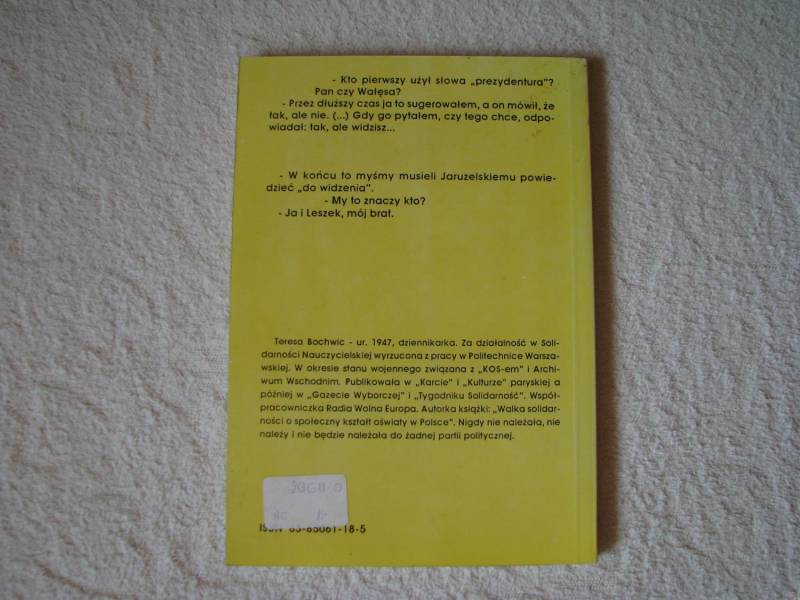 - Kto pierwszy użył słowa „prezydentura"?
Pan czy Wałęsa?
- Przez dłuższy czas ja to sugerowałem, a on mówił, że
tak, ale nie. (...) Gdy go pytałem, czy tego chce, odpo-
wiadał: tak, ale widzisz...
- W końcu to myśmy musieli Jaruzelskiemu powie-
dzieć „do widzenia".
- My to znaczy kto?
- Ja i Leszek, mój brat.
Teresa Bochwic - ur. 1947, dziennikarka. Za działalność w Soli-
darności Nauczycielskiej wyrzucona z pracy w Politechnice Warsza-
wskiej. W okresie stanu wojennego związana z „KOS-em" i Archi-
wum Wschodnim. Publikowała w „Karcie" i „Kulturze" paryskiej a
później w „Gazecie Wyborczej" i „Tygodniku Solidarność". Współ-
pracowniczka Radia Wolna Europa. Autorka książki: „Walka solidar-
ności o społeczny kształt oświaty w Polsce". Nigdy nie należała, nie
należy i nie będzie należała do żadnej partii politycznej.
ISBN 83-85061-18-5